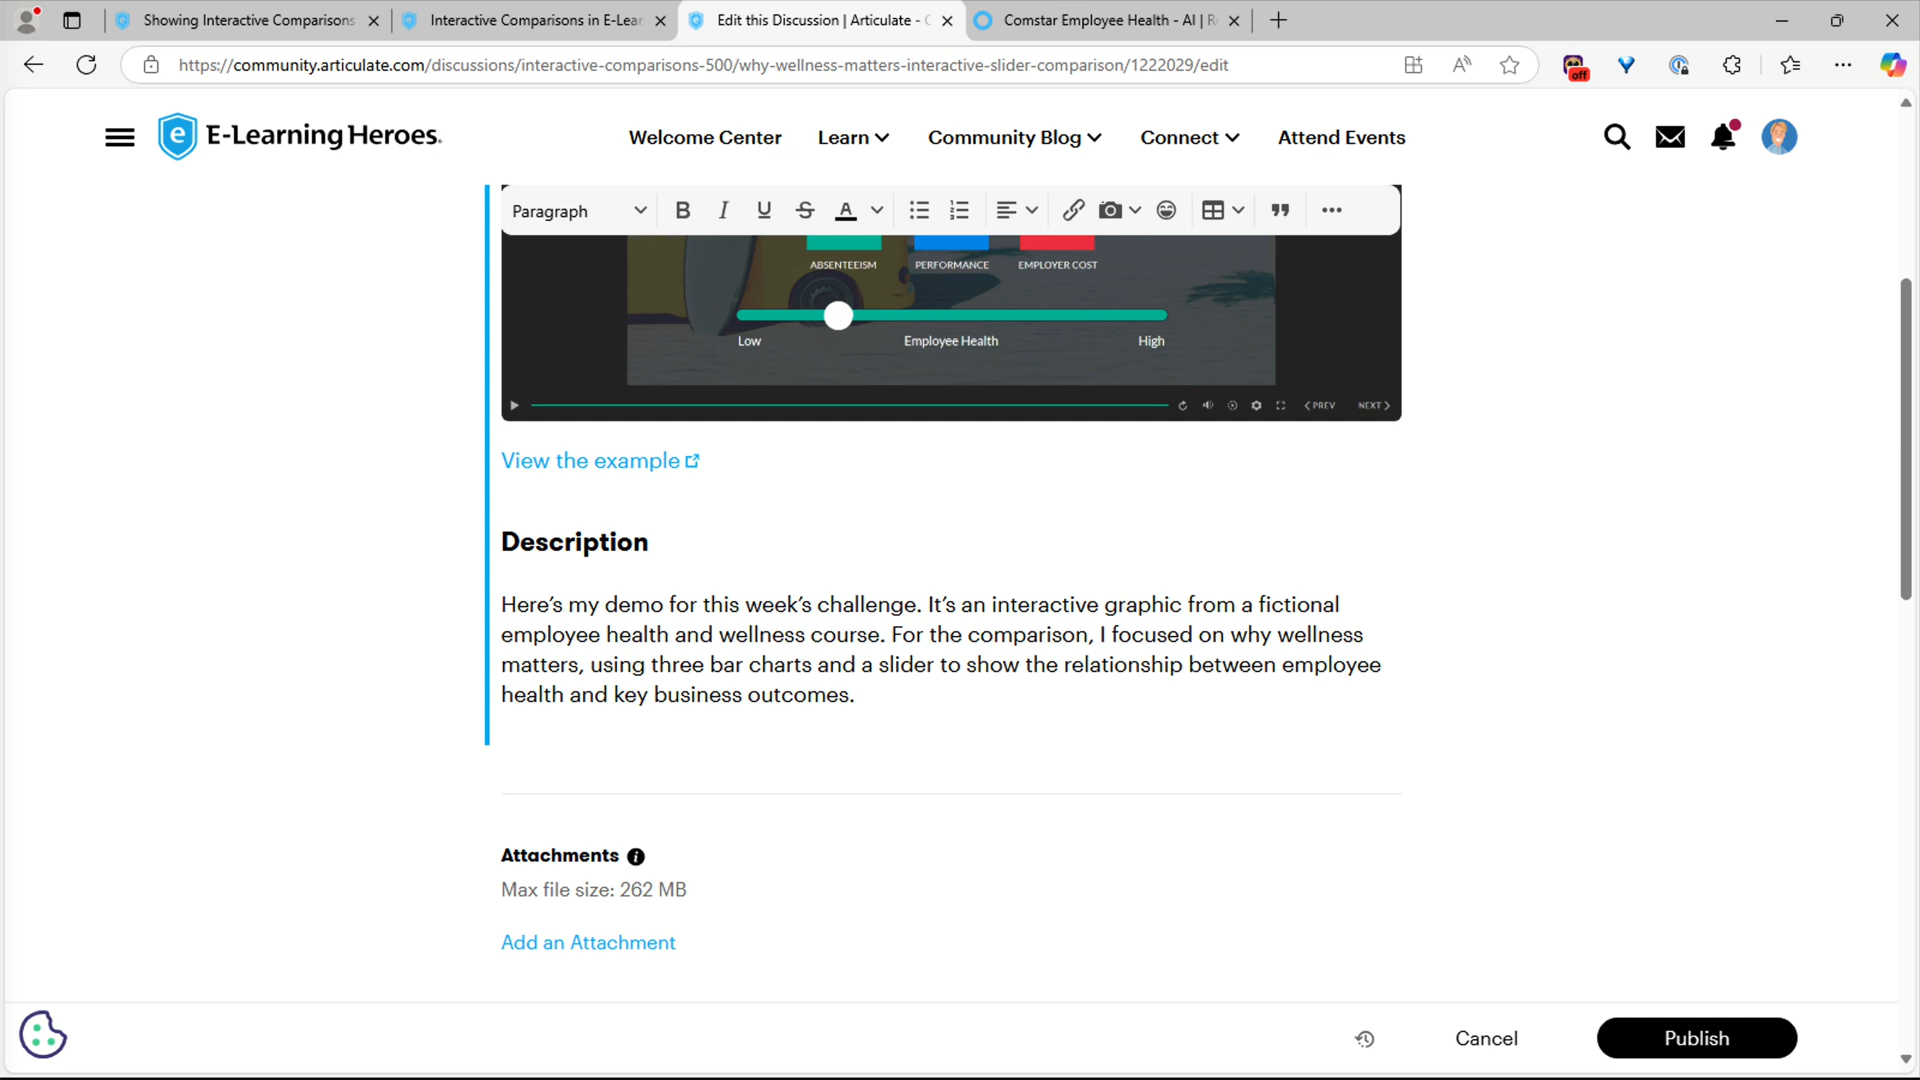 Showing Interactive Comparisons
Interactive Comparisons in E-Lear
Edit this Discussion | Articulate -
Comstar Employee Health - AI | R
off
https://community.articulate.com/discussions/interactive-comparisons-500/why-wellness-matters-interactive-slider-comparison/1222029/edit
E-Learning Heroes.
Welcome Center
Learn
Community Blog
Connect
Attend Events
Paragraph
B I U S A
ABSENTEEISM
PERFORMANCE
EMPLOYER COST
Low
Employee Health
High
PREV
NEXT
View the example
Description
Here’s my demo for this week’s challenge. It’s an interactive graphic from a fictional
employee health and wellness course. For the comparison, I focused on why wellness
matters, using three bar charts and a slider to show the relationship between employee
health and key business outcomes.
Attachments
Max file size: 262 MB
Add an Attachment
Cancel
Publish